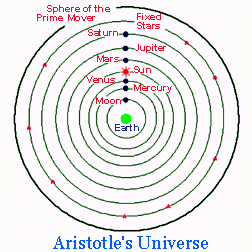 Sphere of the
Prime Mover
Fixed
Stars
Saturn
Jupiter
Mars
Sun
Venus
Mercury
Moon
Earth
Aristotle's Universe